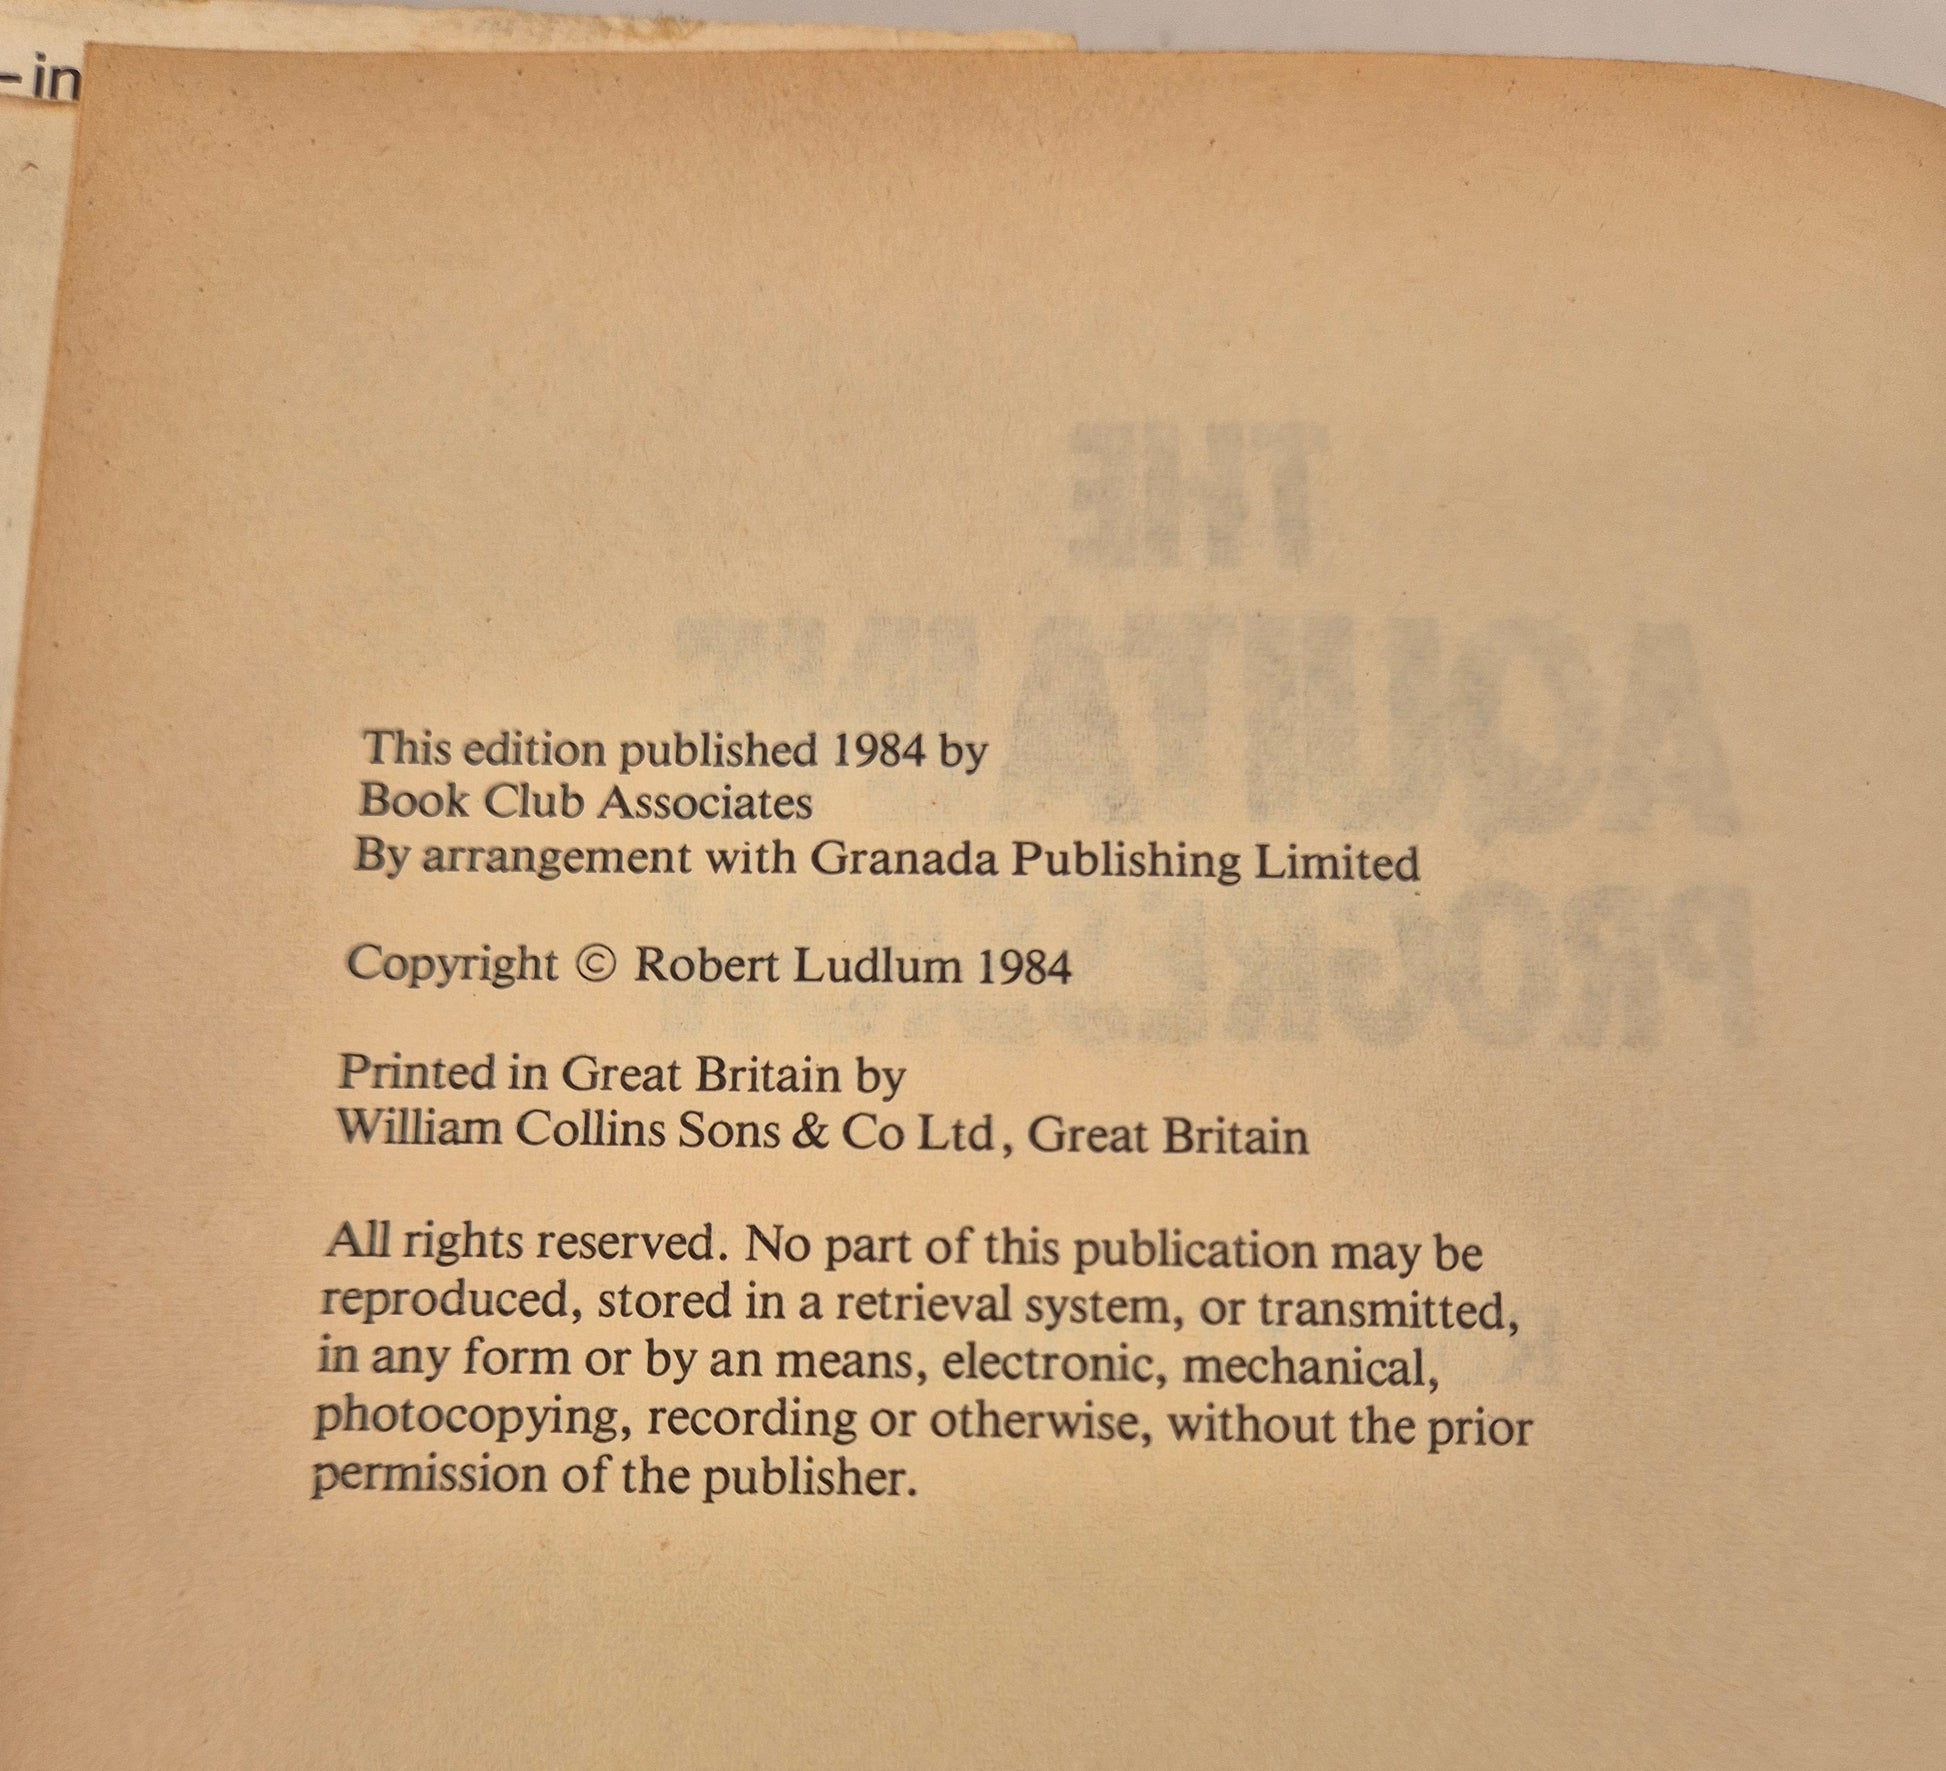 – in
This edition published 1984 by
Book Club Associates
By arrangement with Granada Publishing Limited
Copyright © Robert Ludlum 1984
Printed in Great Britain by
William Collins Sons & Co Ltd, Great Britain
All rights reserved. No part of this publication may be
reproduced, stored in a retrieval system, or transmitted,
in any form or by an means, electronic, mechanical,
photocopying, recording or otherwise, without the prior
permission of the publisher.
THE